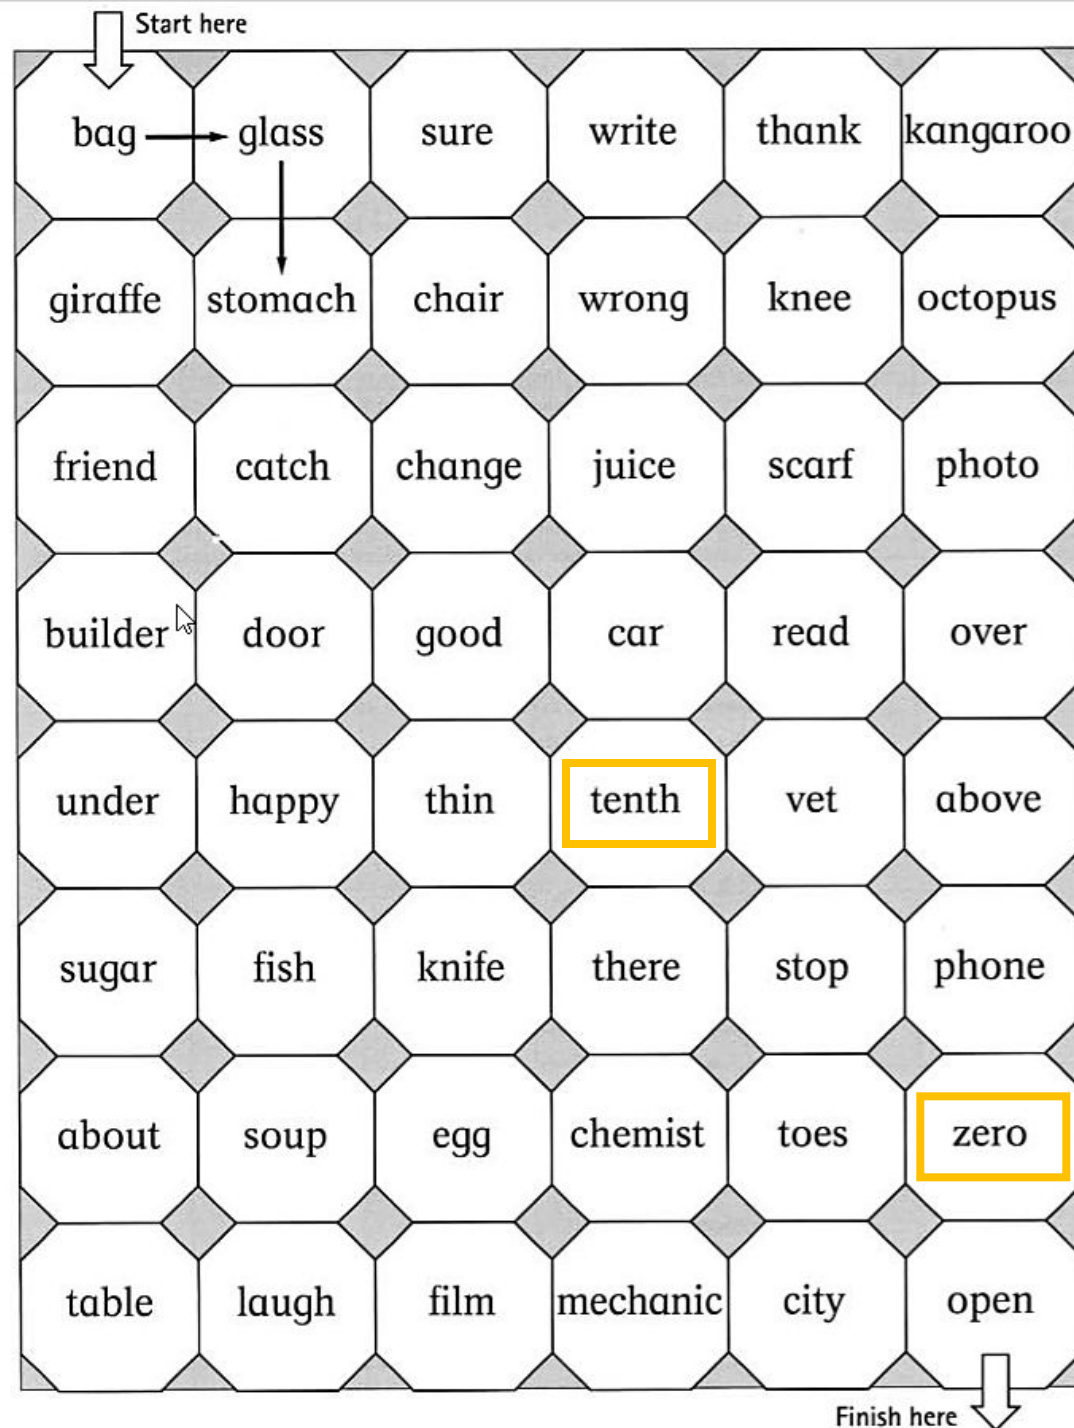 Start here
bag glass sure write thank kangaroo
giraffe stomach chair wrong knee octopus
friend catch change juice scarf photo
builder door good car read over
under happy thin tenth vet above
sugar fish knife there stop phone
about soup egg chemist toes zero
table laugh film mechanic city open
Finish here